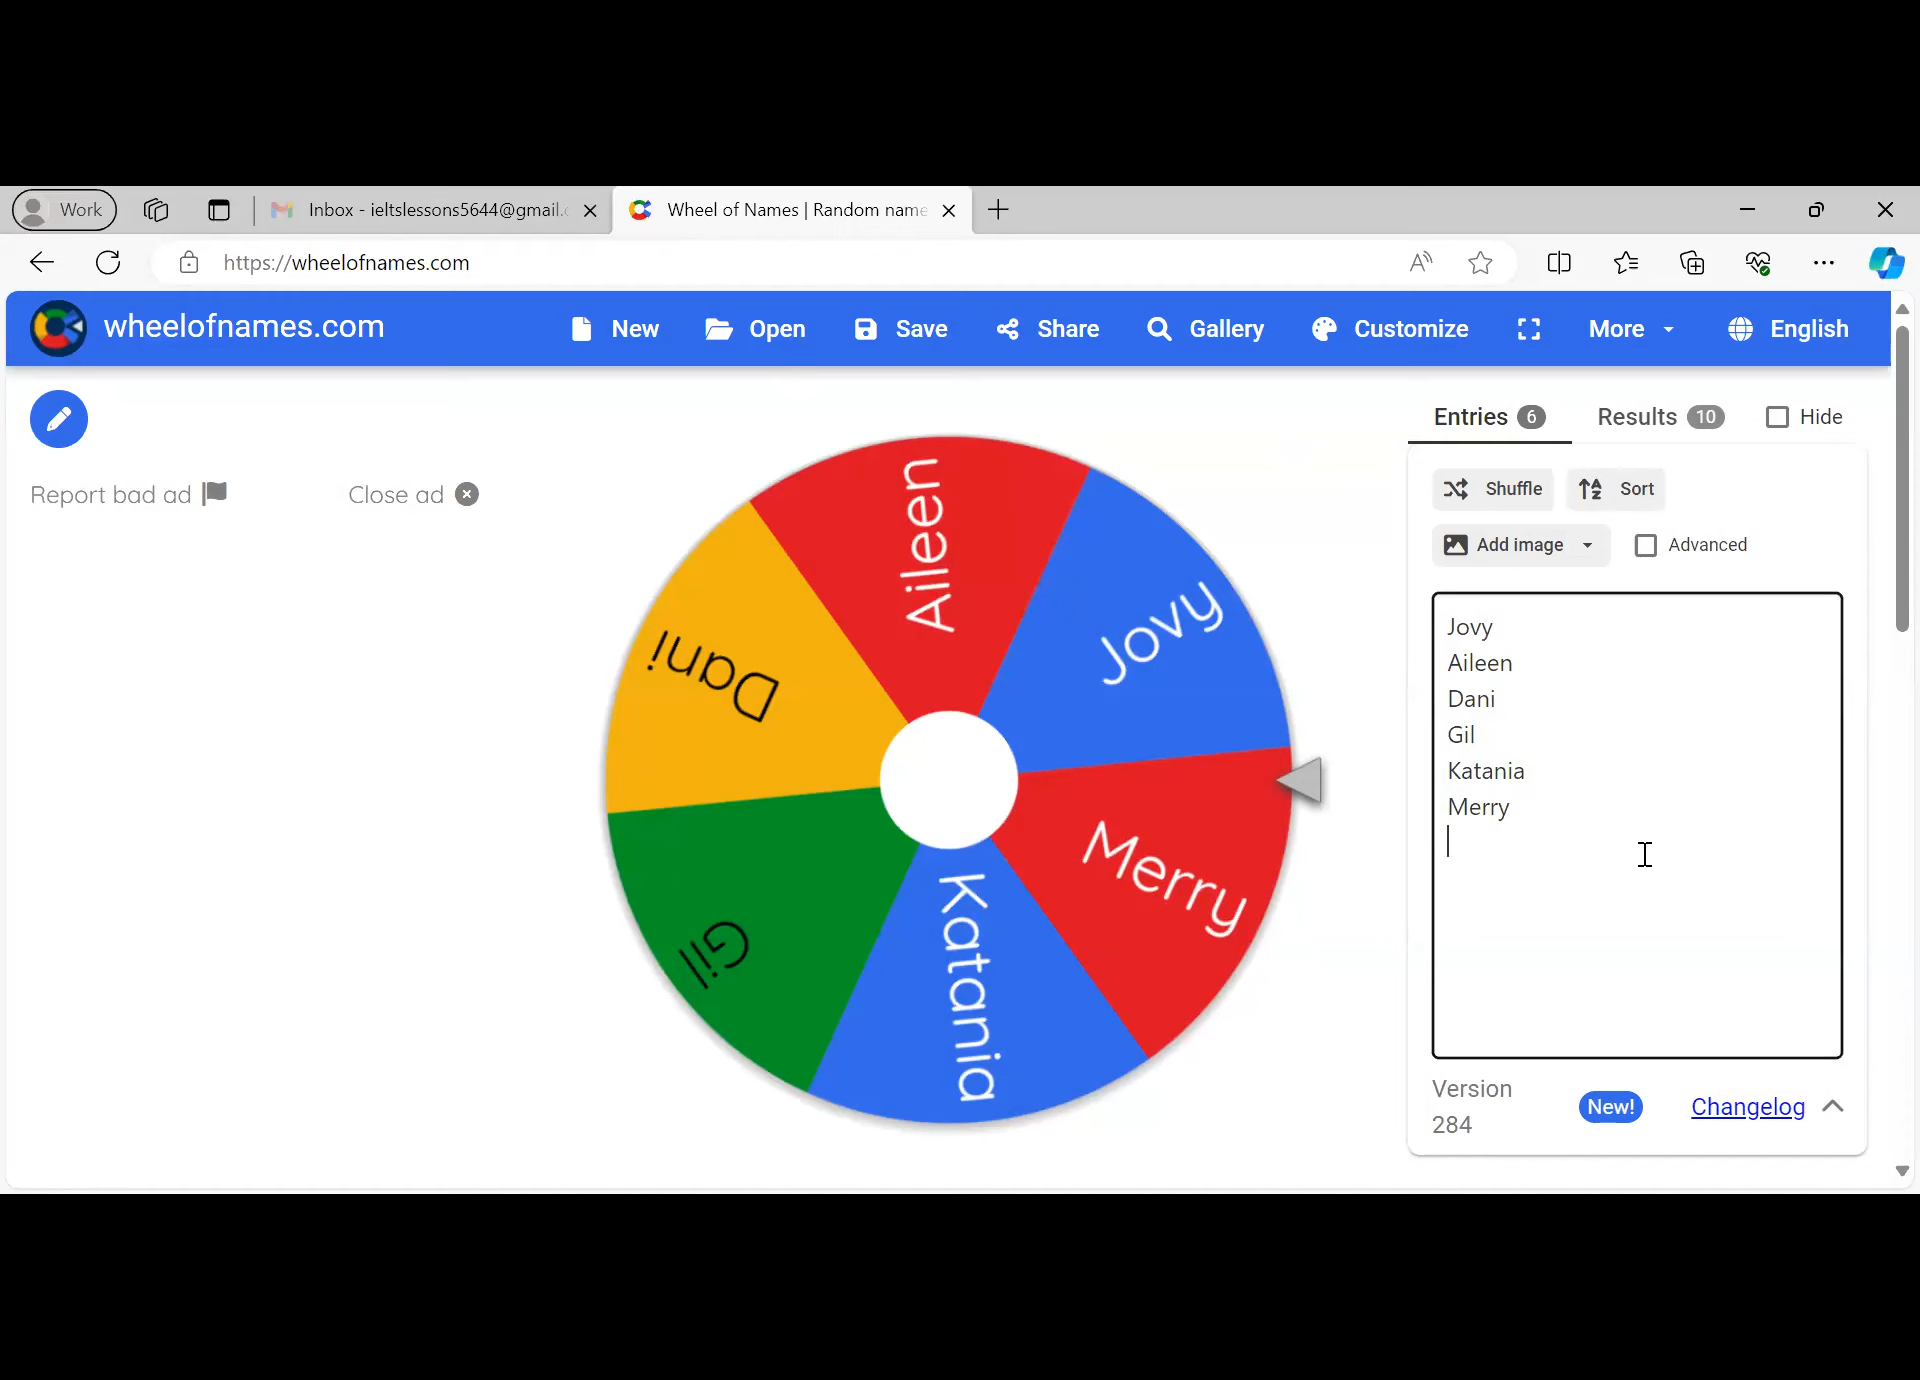 Work
Inbox - ieltslessons5644@gmail.c
Wheel of Names | Random name
https://wheelofnames.com
wheelofnames.com
New
Open
Save
Share
Gallery
Customize
More
English
Report bad ad
Close ad
Entries 6
Results 10
Hide
Shuffle
Sort
Add image
Advanced
Aileen
Jovy
Merry
Katania
Gil
Dani
Jovy
Aileen
Dani
Gil
Katania
Merry
Version
284
New!
Changelog